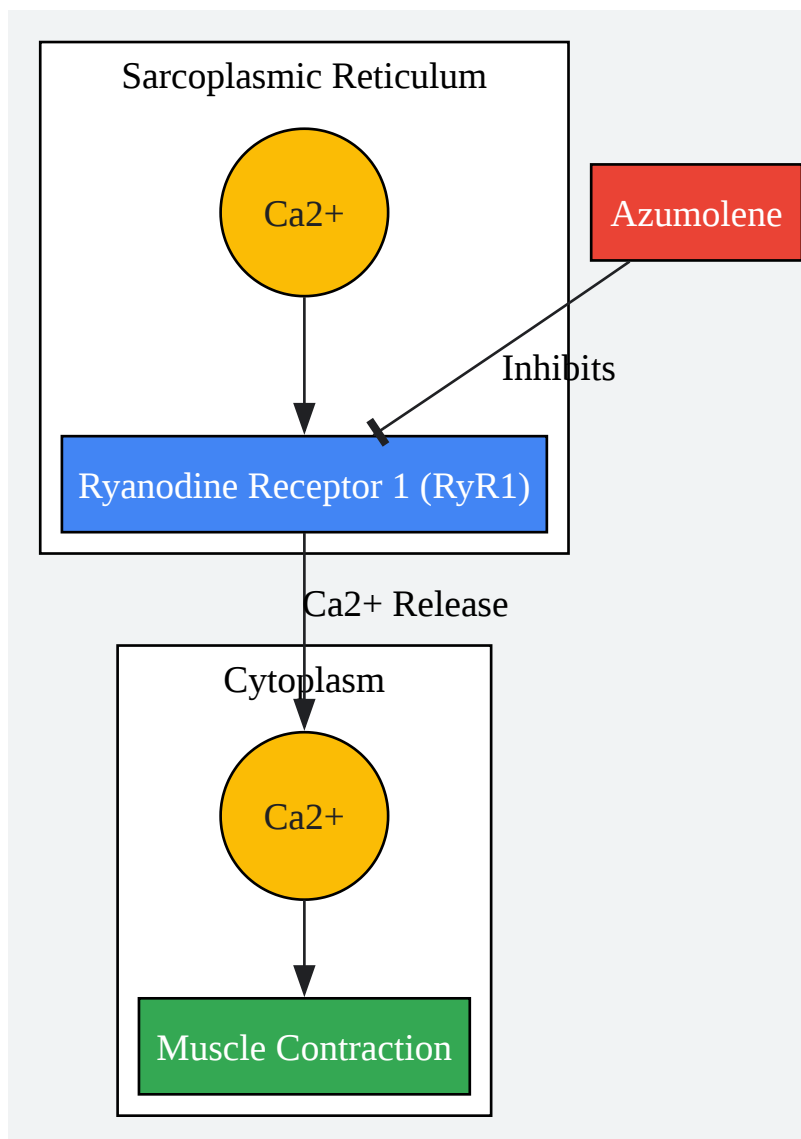 Sarcoplasmic Reticulum
Ca2+
Azumolene
Inhibits
Ryanodine Receptor 1 (RyR1)
Ca2+ Release
Cytoplasm
Ca2+
Muscle Contraction